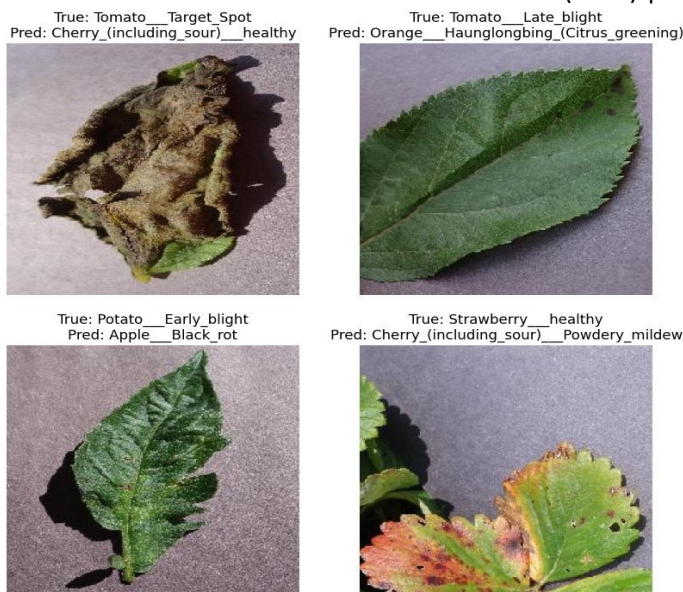 True: Tomato___Target_Spot
Pred: Cherry_(including_sour)___healthy
True: Tomato___Late_blight
Pred: Orange___Haunglongbing_(Citrus_greening)
True: Potato___Early_blight
Pred: Apple___Black_rot
True: Strawberry___healthy
Pred: Cherry_(including_sour)___Powdery_mildew